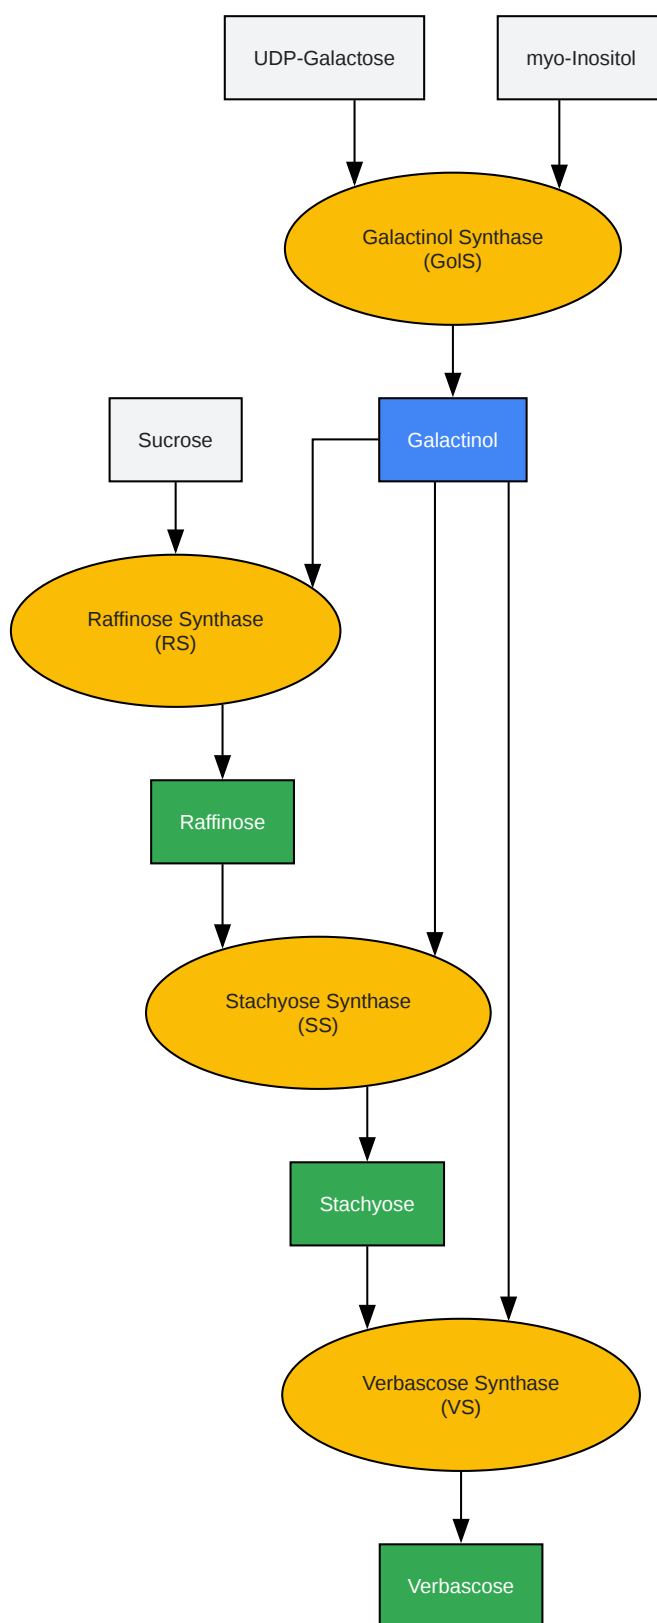 UDP-Galactose
myo-Inositol
Galactinol Synthase
(GolS)
Sucrose
Galactinol
Raffinose Synthase
(RS)
Raffinose
Stachyose Synthase
(SS)
Stachyose
Verbascose Synthase
(VS)
Verbascose